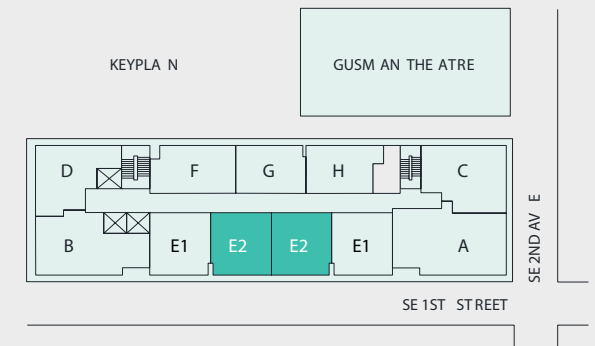 KEYPLA N
GUSM AN THE ATRE
D
F
G
H
C
B
E1
E2
E2
E1
A
SE 2ND AV E
SE 1ST ST REET